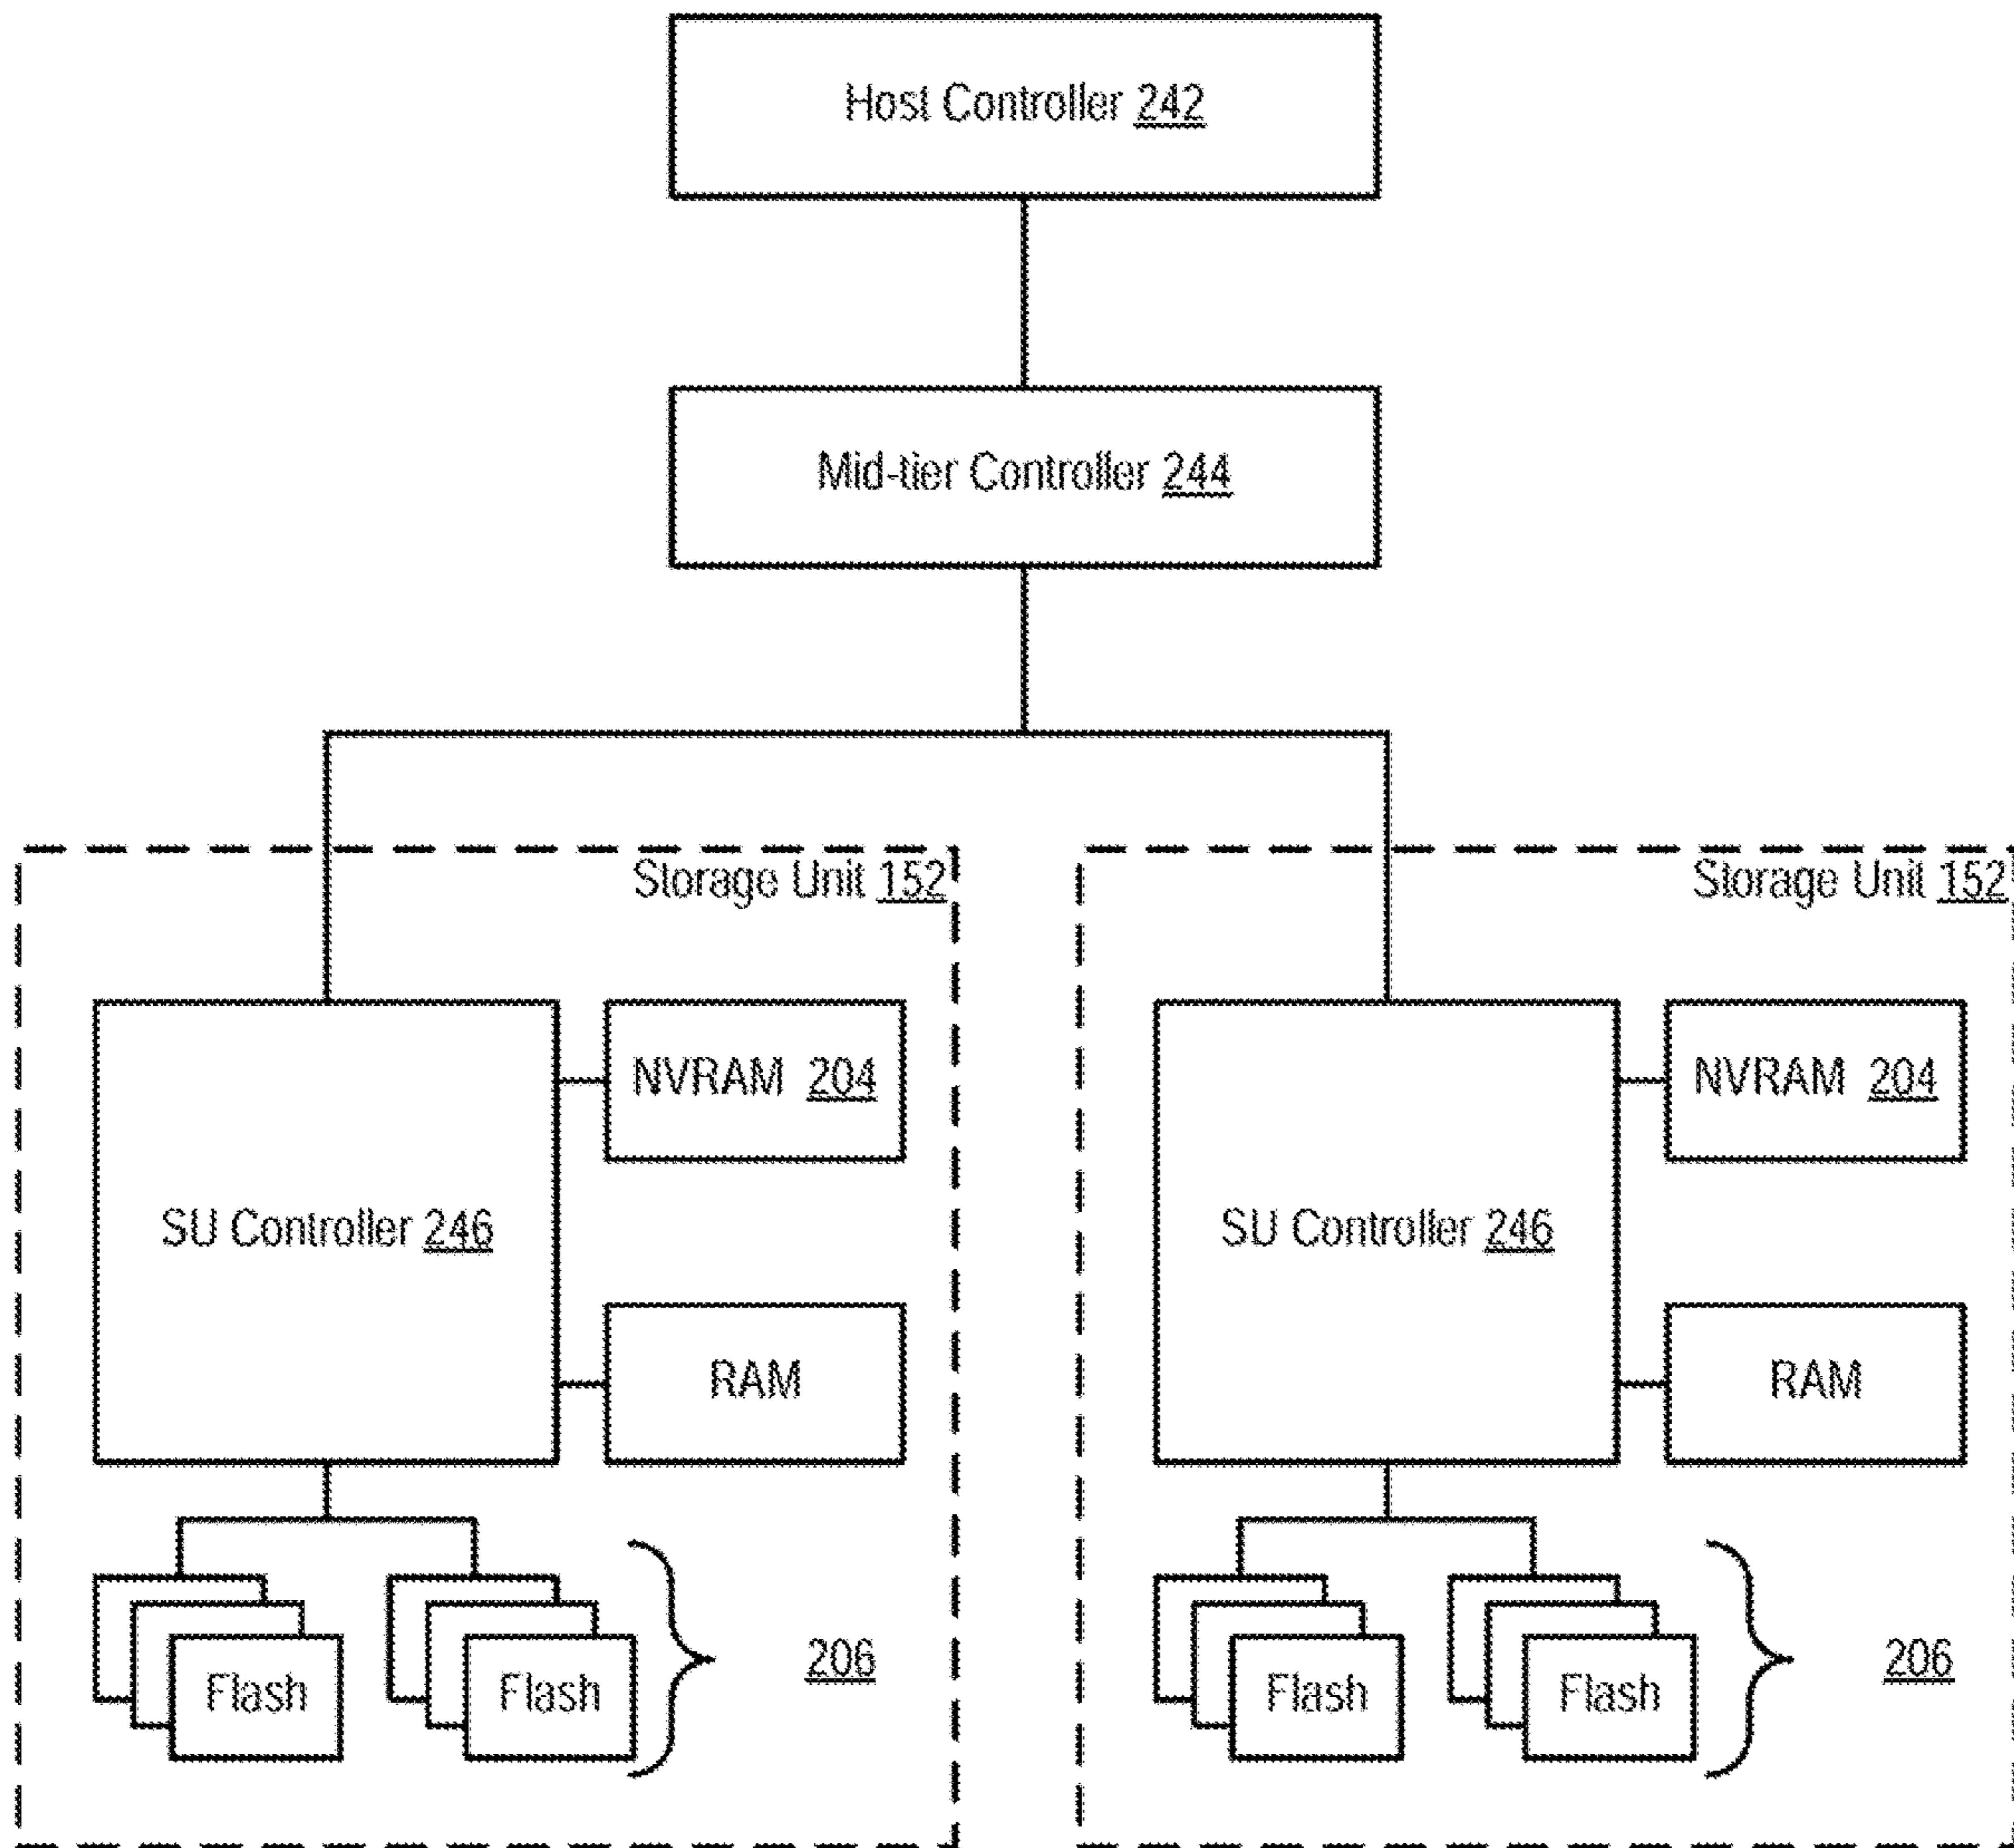 Host Controller 242
Mid-tier Controller 244
Storage Unit 152
Storage Unit 152
NVRAM 204
NVRAM 204
SU Controller 246
SU Controller 246
RAM
RAM
206
206
Flash
Flash
Flash
Flash